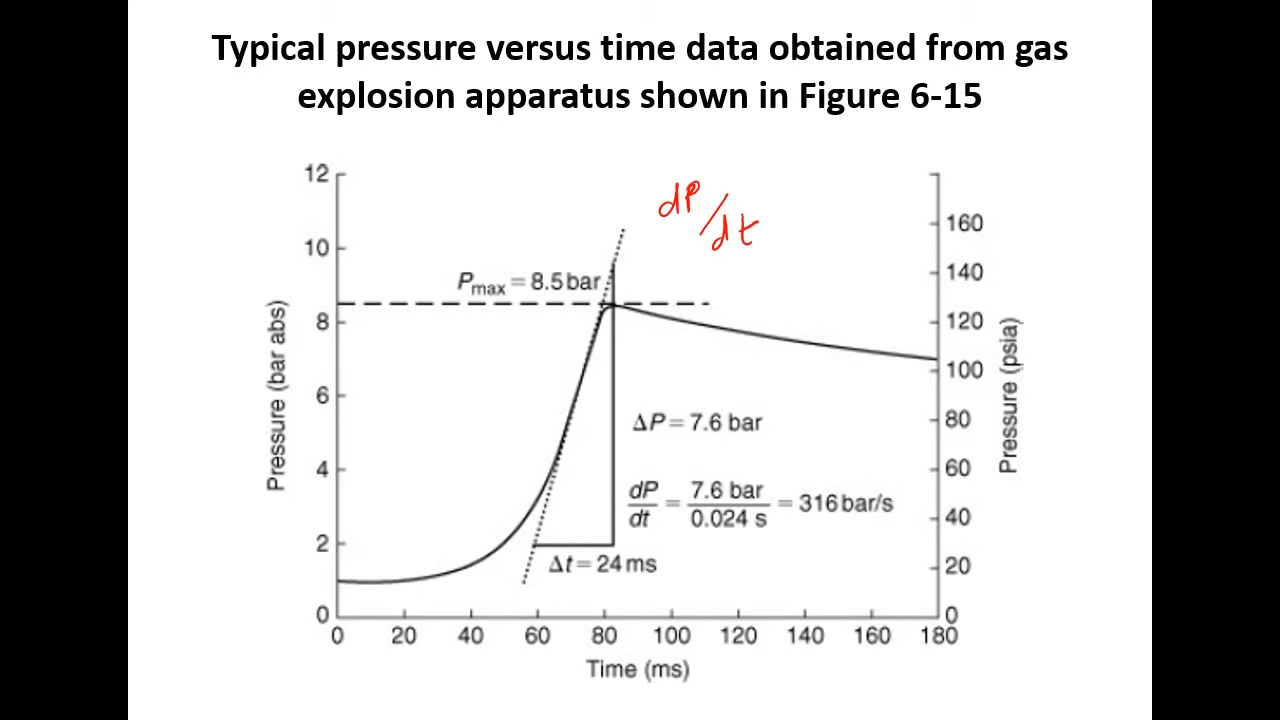 Typical pressure versus time data obtained from gas
explosion apparatus shown in Figure 6-15
dP/dt
12
10
8
6
4
2
0
Pressure (bar abs)
Pmax = 8.5 bar
ΔP = 7.6 bar
dP/dt = 7.6 bar/0.024 s = 316 bar/s
Δt = 24 ms
160
140
120
100
80
60
40
20
0
Pressure (psia)
0 20 40 60 80 100 120 140 160 180
Time (ms)